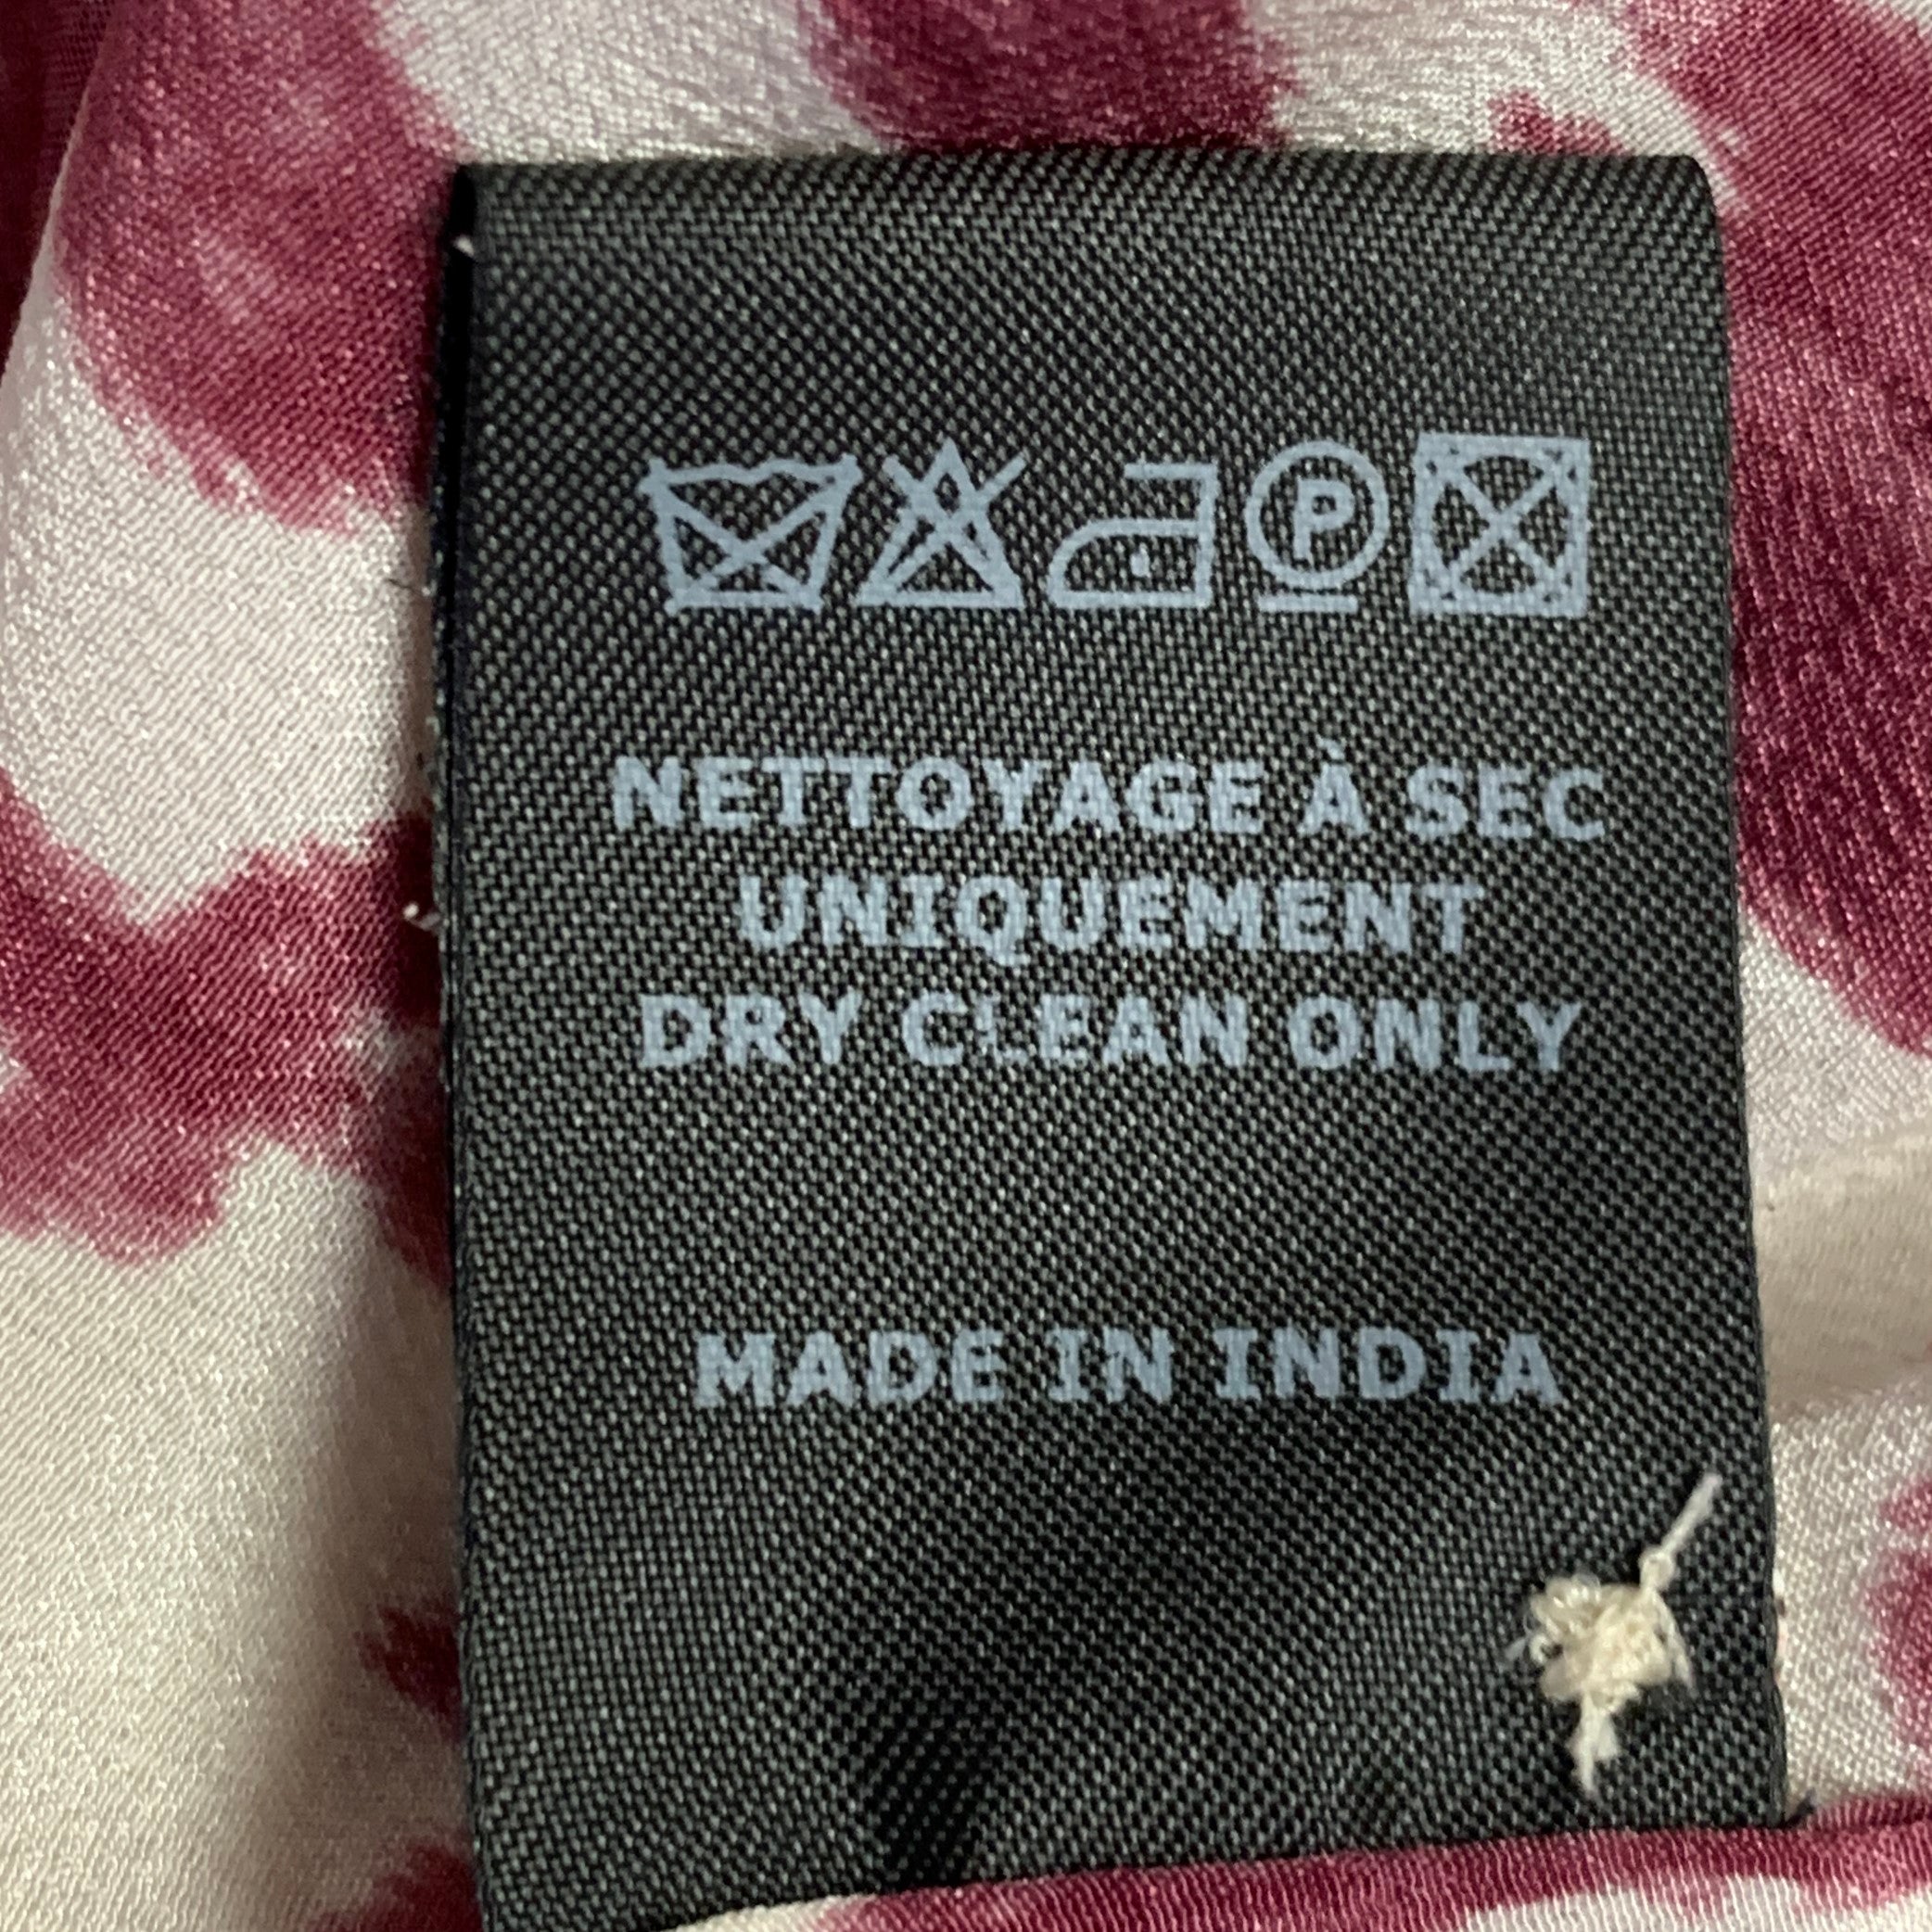 P
NETTOYAGE À SEC
UNIQUEMENT
DRY CLEAN ONLY
MADE IN INDIA